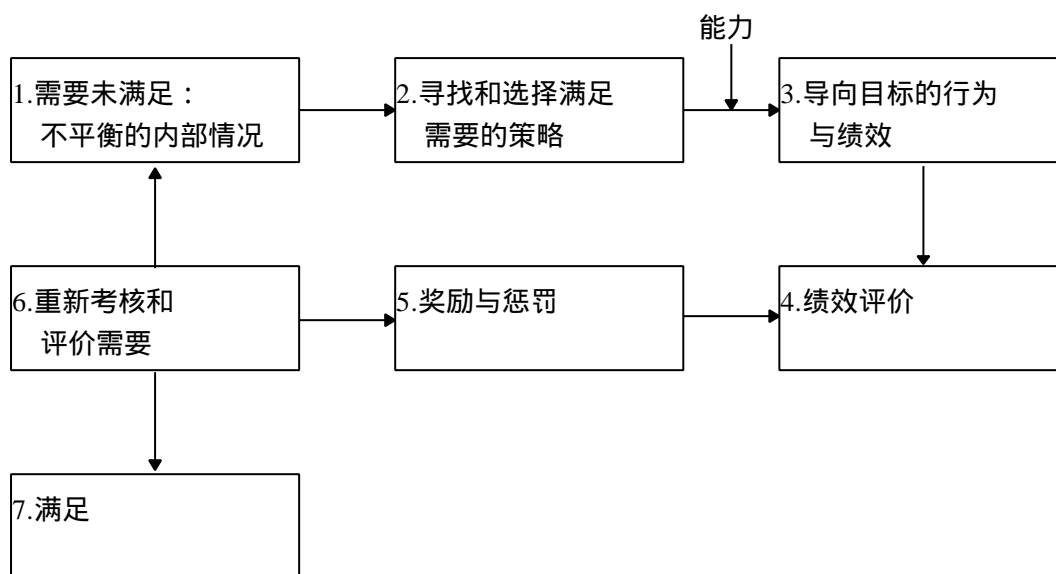 能力
1.需要未满足：
不平衡的内部情况
2.寻找和选择满足
需要的策略
3.导向目标的行为
与绩效
6.重新考核和
评价需要
5.奖励与惩罚
4.绩效评价
7.满足